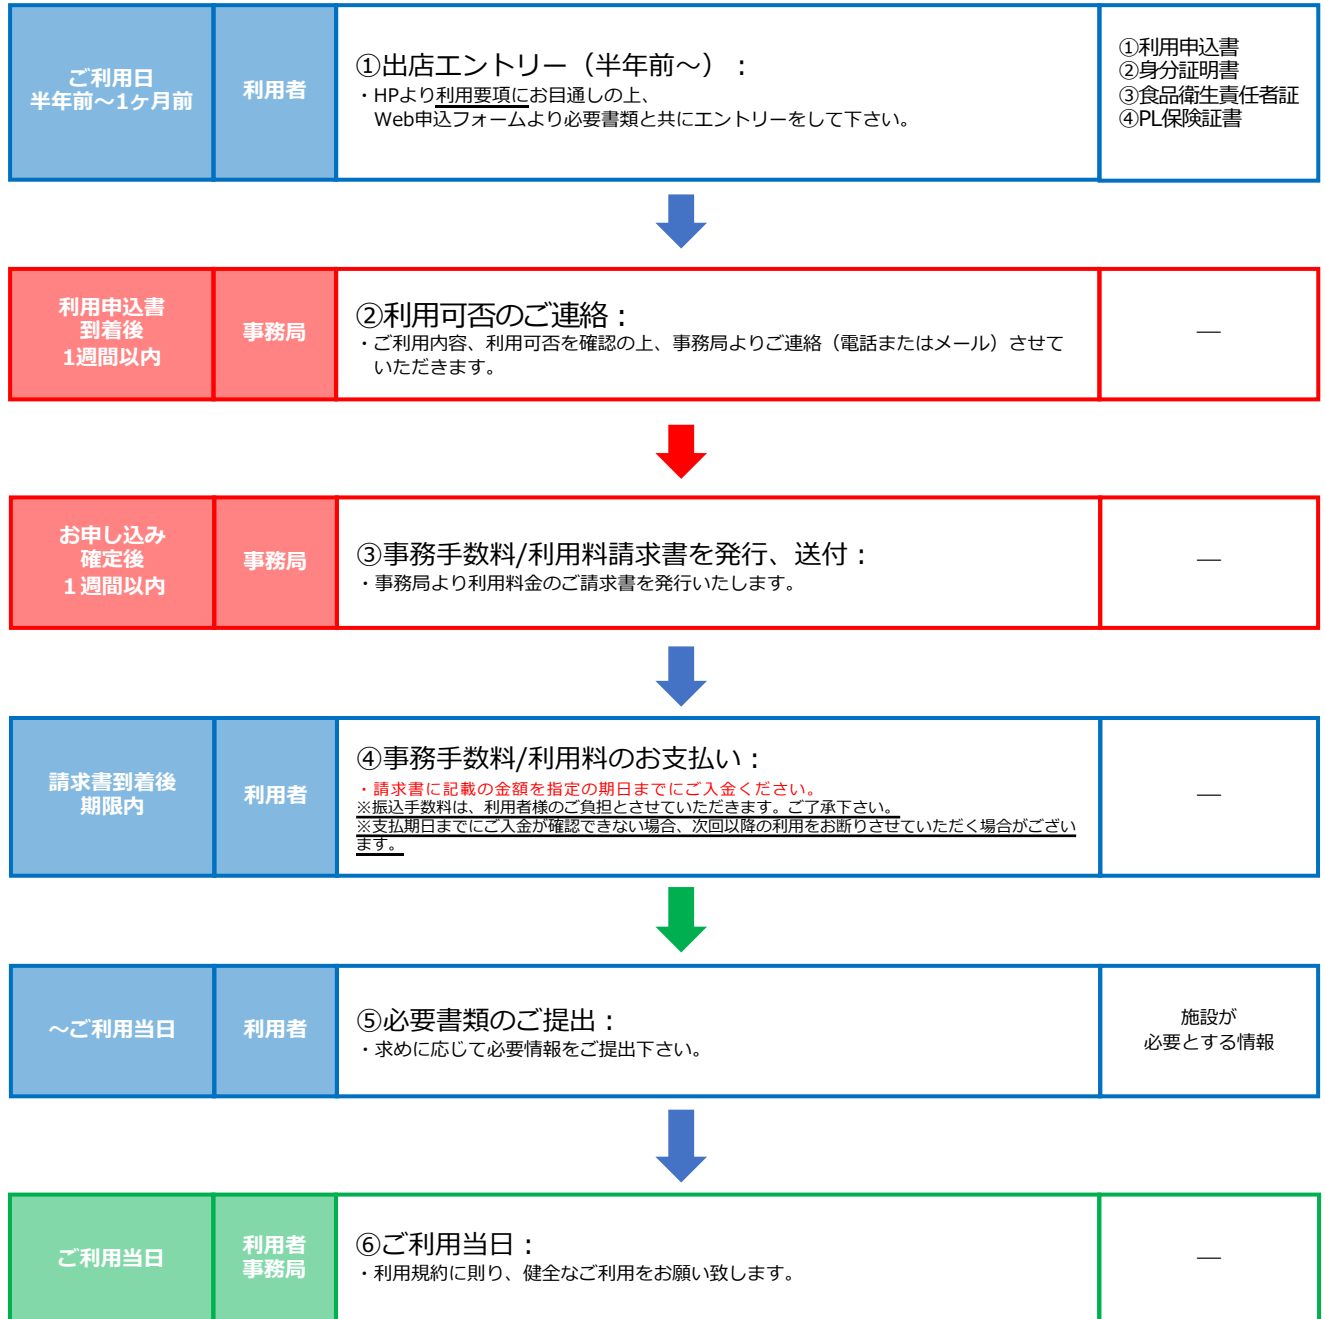 ご利用日
半年前～1ヶ月前
利用者
①出店エントリー（半年前～）：
・HPより利用要項にお目通しの上、
Web申込フォームより必要書類と共にエントリーをして下さい。
①利用申込書
②身分証明書
③食品衛生責任者証
④PL保険証書
利用申込書
到着後
1週間以内
事務局
②利用可否のご連絡：
・ご利用内容、利用可否を確認の上、事務局よりご連絡（電話またはメール）させて
いただきます。
―
お申し込み
確定後
１週間以内
事務局
③事務手数料/利用料請求書を発行、送付：
・事務局より利用料金のご請求書を発行いたします。
―
請求書到着後
期限内
利用者
④事務手数料/利用料のお支払い：
・請求書に記載の金額を指定の期日までにご入金ください。
※振込手数料は、利用者様のご負担とさせていただきます。ご了承下さい。
※支払期日までにご入金が確認できない場合、次回以降の利用をお断りさせていただく場合がござい
ます。
―
～ご利用当日
利用者
⑤必要書類のご提出：
・求めに応じて必要情報をご提出下さい。
施設が
必要とする情報
ご利用当日
利用者
事務局
⑥ご利用当日：
・利用規約に則り、健全なご利用をお願い致します。
―